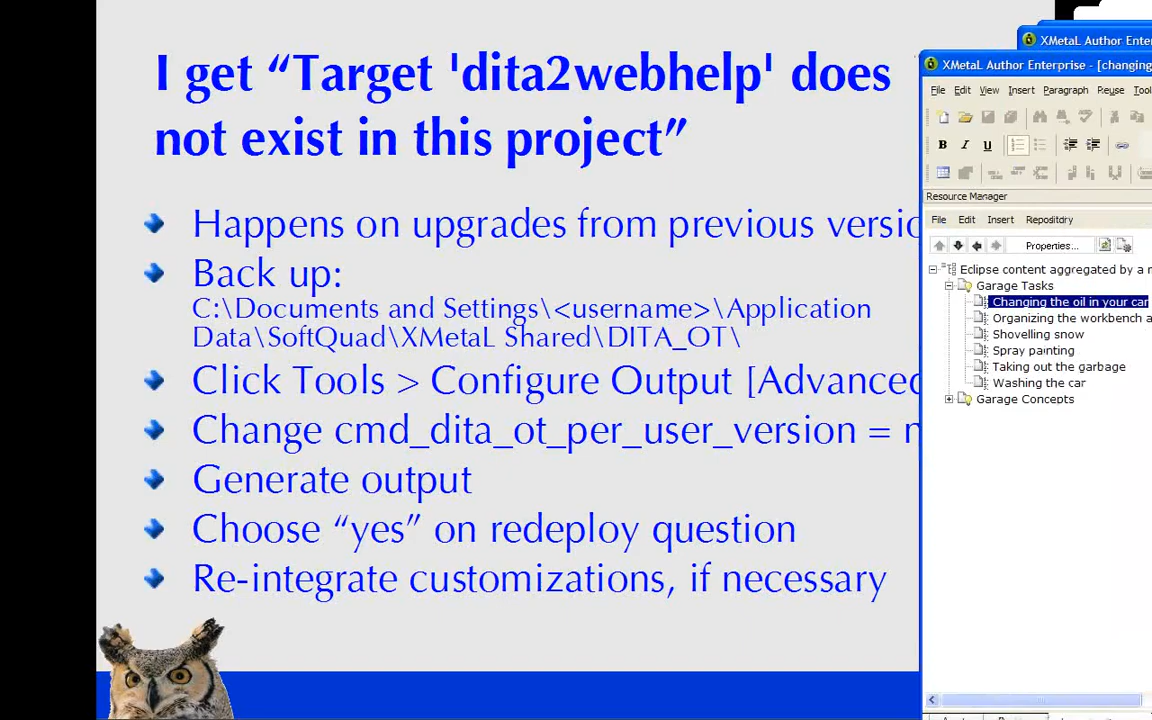 I get “Target 'dita2webhelp' does
not exist in this project”
Happens on upgrades from previous
Back up:
C:\Documents and Settings\<username>\Application
Data\SoftQuad\XMetaL Shared\DITA_OT\
Click Tools > Configure Output [Advanced
Change cmd_dita_ot_per_user_version =
Generate output
Choose “yes” on redeploy question
Re-integrate customizations, if necessary
XMetaL Author
XMetaL Author Enterprise - [changing
File Edit View Insert Paragraph Reuse
B I U
Resource Manager
File Edit Insert Repository
Properties...
Eclipse content aggregated by a
Garage Tasks
Changing the oil in your car
Organizing the workbench
Shovelling snow
Spray painting
Taking out the garbage
Washing the car
Garage Concepts